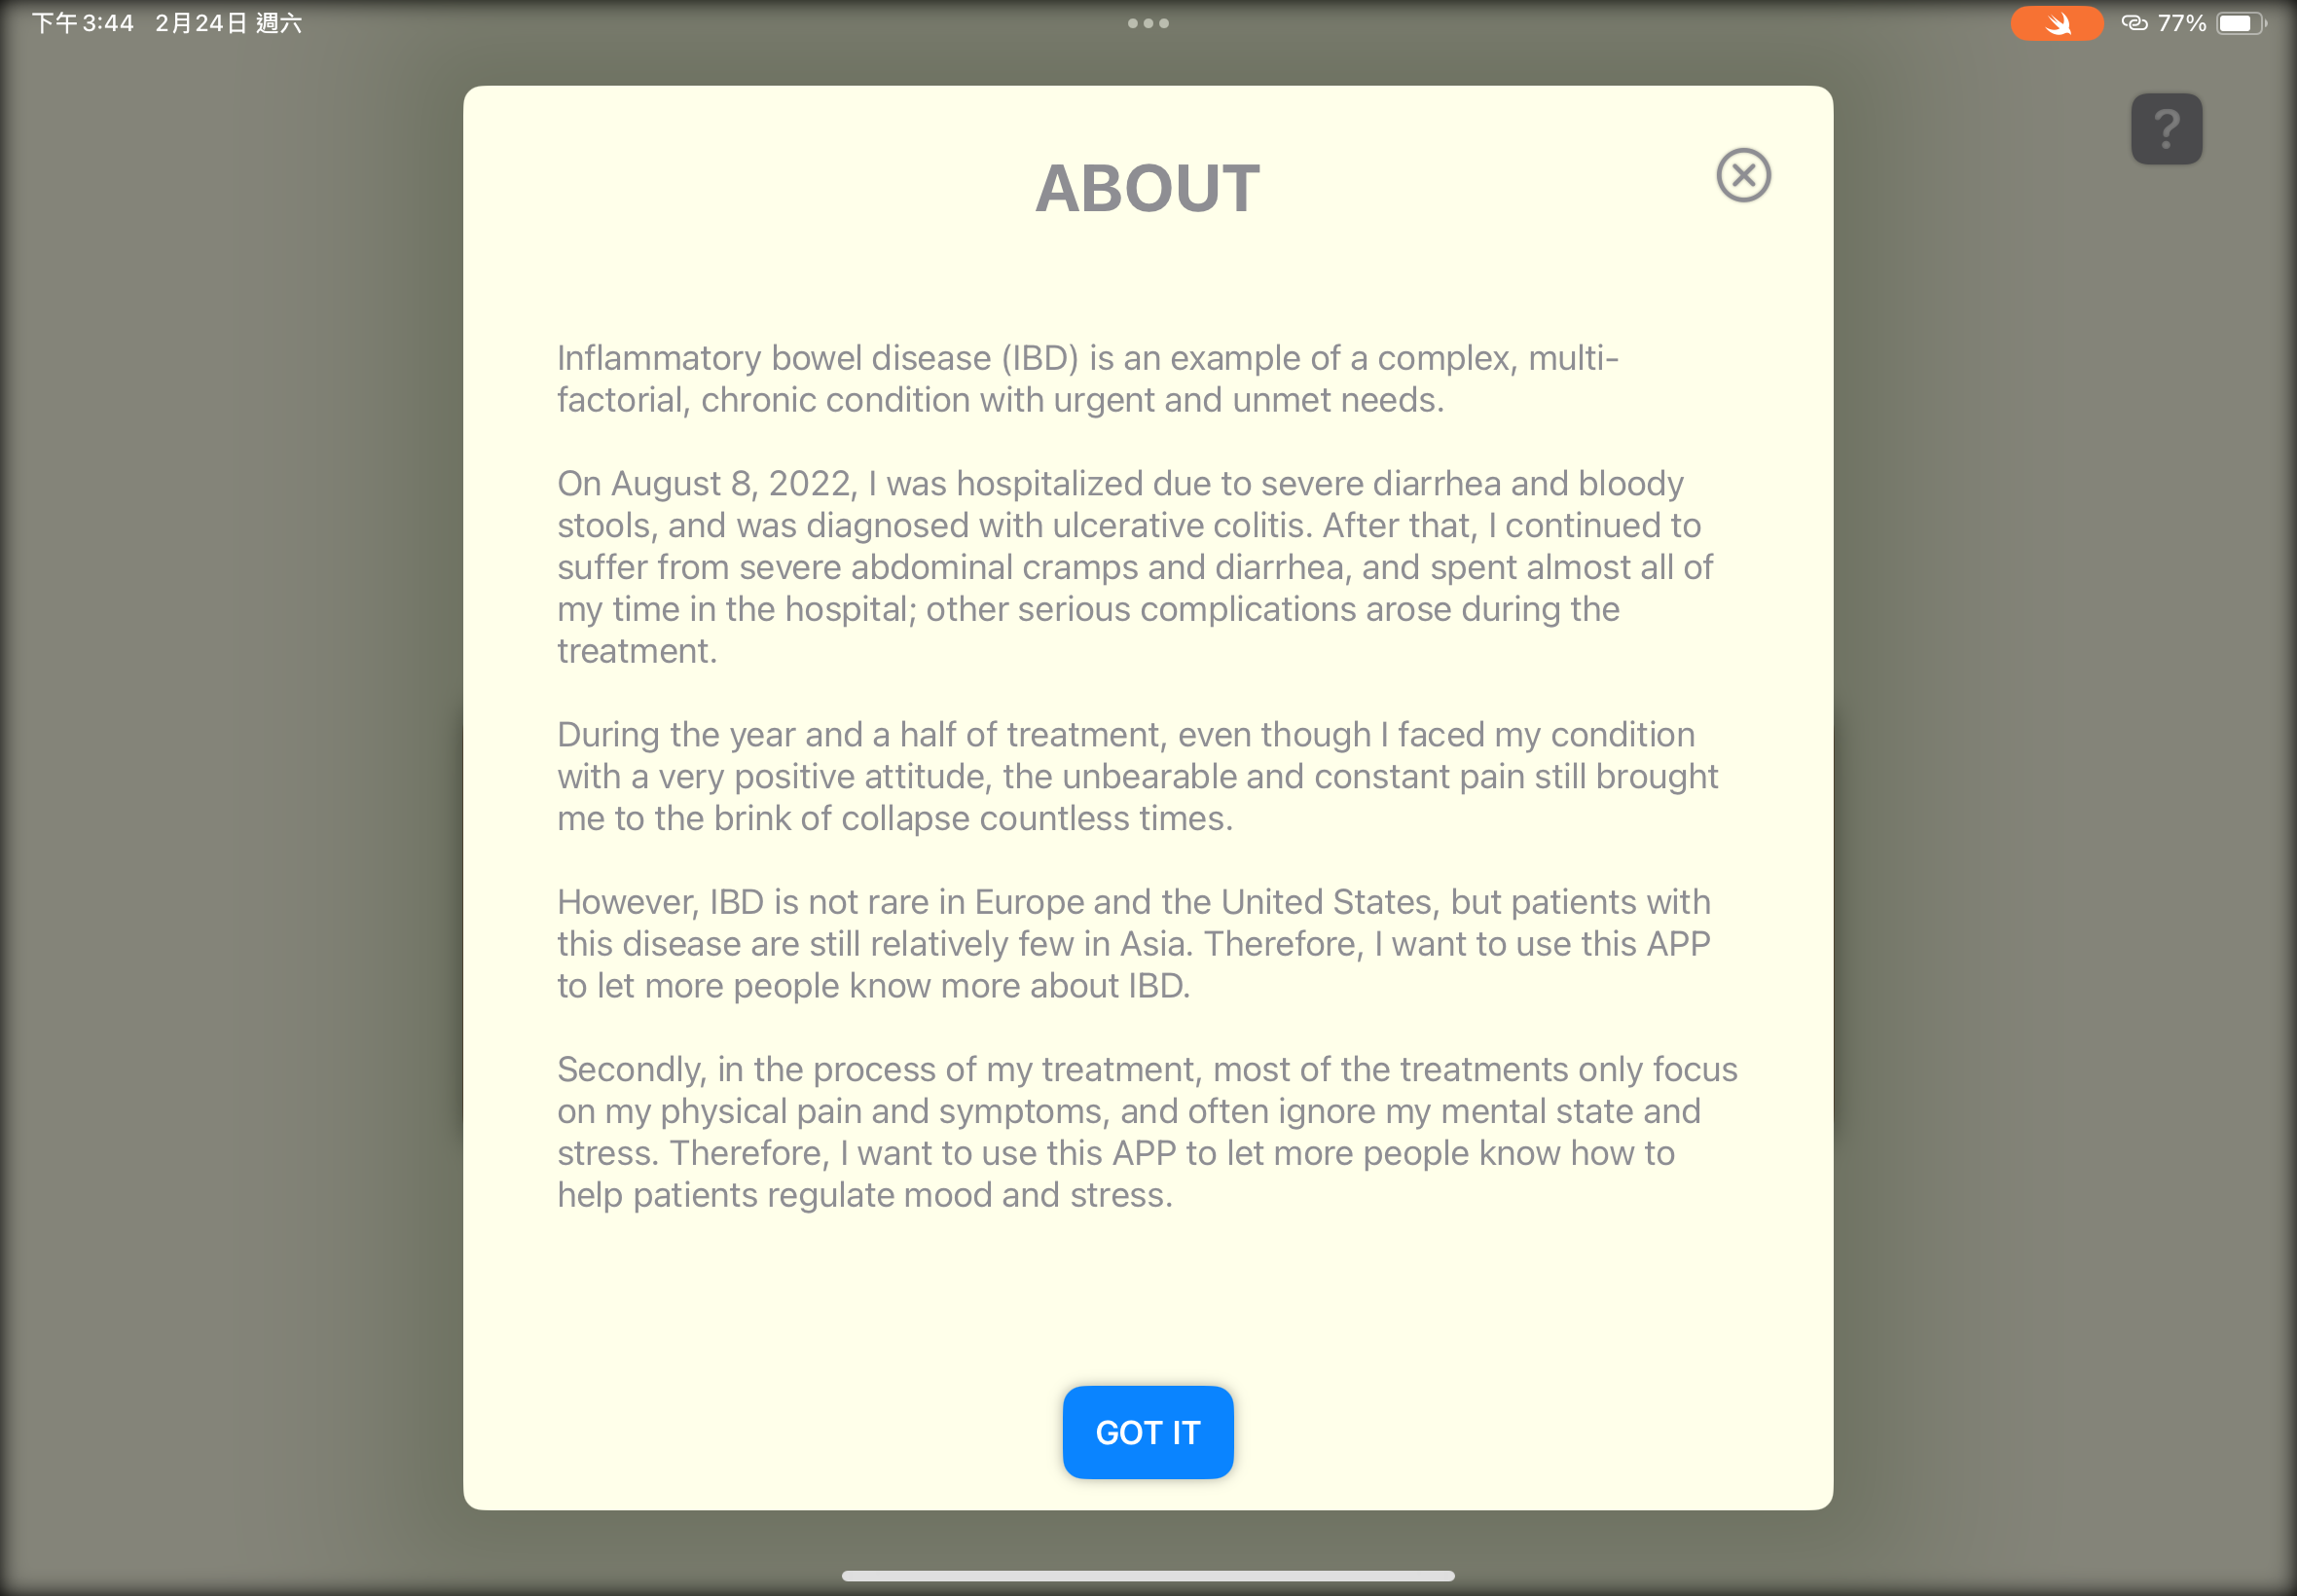 下午3:44 2月24日 週六
77%
?
ABOUT
Inflammatory bowel disease (IBD) is an example of a complex, multi-
factorial, chronic condition with urgent and unmet needs.
On August 8, 2022, I was hospitalized due to severe diarrhea and bloody
stools, and was diagnosed with ulcerative colitis. After that, I continued to
suffer from severe abdominal cramps and diarrhea, and spent almost all of
my time in the hospital; other serious complications arose during the
treatment.
During the year and a half of treatment, even though I faced my condition
with a very positive attitude, the unbearable and constant pain still brought
me to the brink of collapse countless times.
However, IBD is not rare in Europe and the United States, but patients with
this disease are still relatively few in Asia. Therefore, I want to use this APP
to let more people know more about IBD.
Secondly, in the process of my treatment, most of the treatments only focus
on my physical pain and symptoms, and often ignore my mental state and
stress. Therefore, I want to use this APP to let more people know how to
help patients regulate mood and stress.
GOT IT